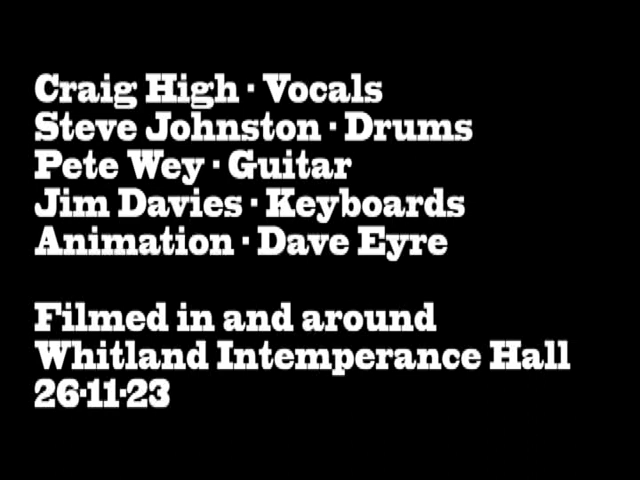 Craig High · Vocals
Steve Johnston · Drums
Pete Wey · Guitar
Jim Davies · Keyboards
Animation · Dave Eyre
Filmed in and around
Whitland Intemperance Hall
26·11·23